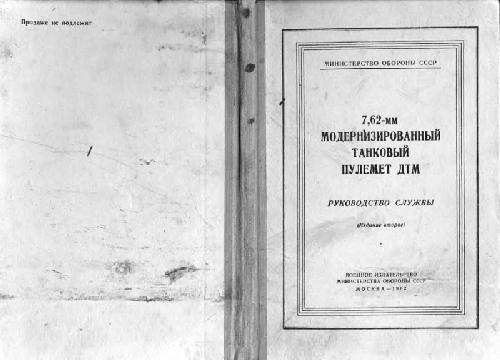 Продаже не подлежит
МИНИСТЕРСТВО ОБОРОНЫ СССР
7,62-мм
МОДЕРНИЗИРОВАННЫЙ
ТАНКОВЫЙ
ПУЛЕМЕТ ДТМ
РУКОВОДСТВО СЛУЖБЫ
(Издание второе)
ВОЕННОЕ ИЗДАТЕЛЬСТВО
МИНИСТЕРСТВА ОБОРОНЫ СССР
МОСКВА —